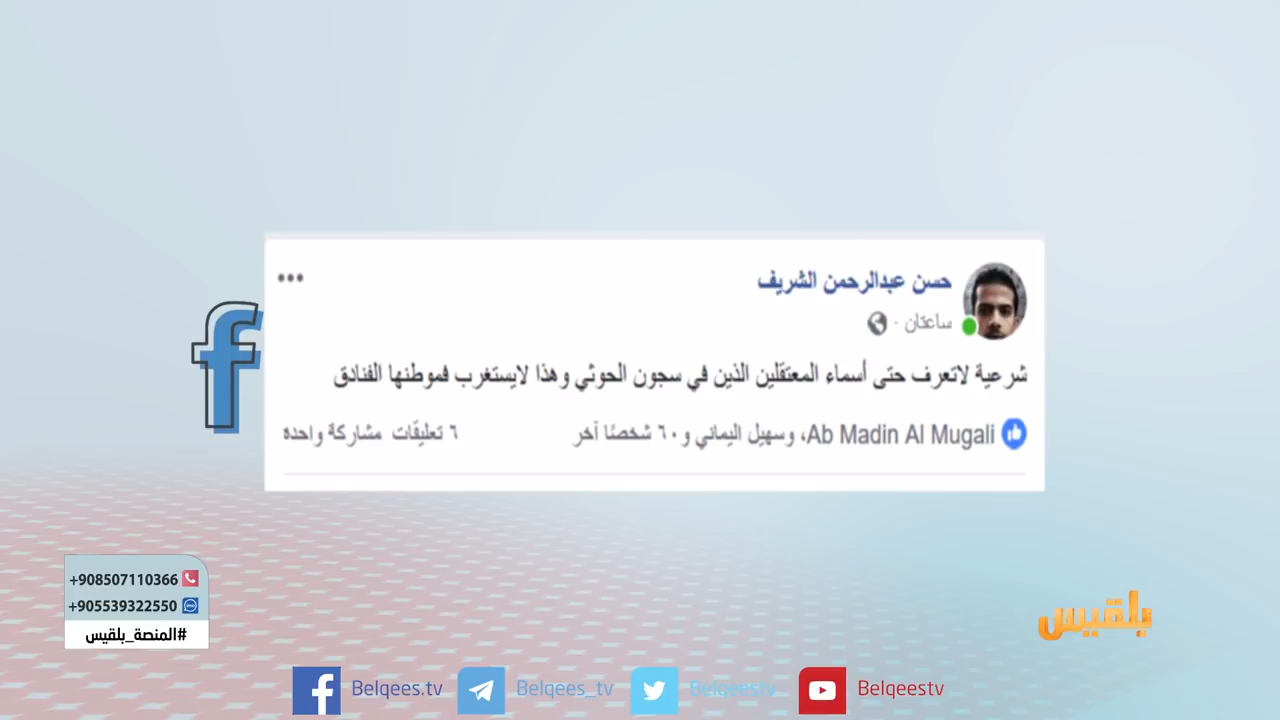 حسن عبدالرحمن الشريف
ساعتان ·
شرعية لاتعرف حتى أسماء المعتقلين الذين في سجون الحوثي وهذا لايستغرب فموطنها الفنادق
Ab Madin Al Mugali، وسهيل اليماني و٦٠ شخصًا آخر
٦ تعليقات مشاركة واحدة
+908507110366
+905539322550
#المنصة_بلقيس
بلقيس
Belqees.tv
Belqees_tv
Belqeestv
Belqeestv